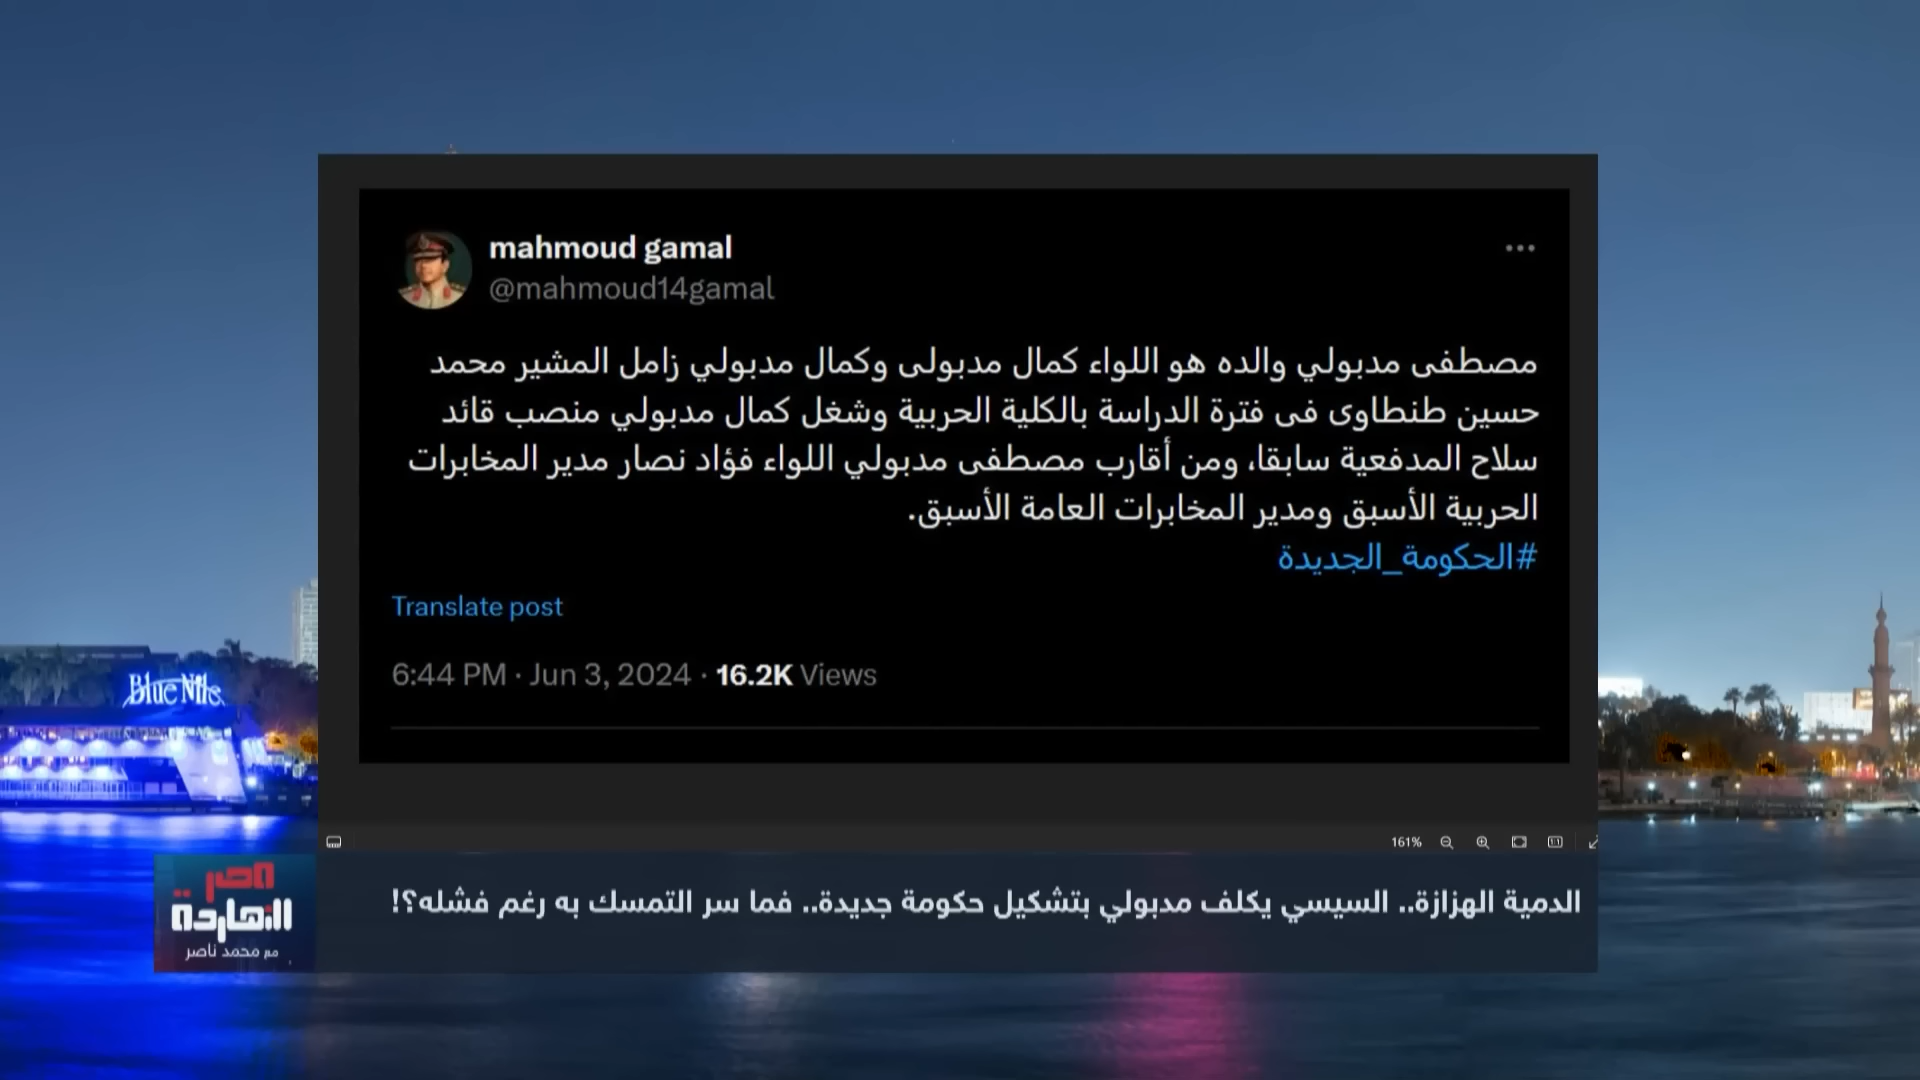 mahmoud gamal
@mahmoud14gamal
مصطفى مدبولي والده هو اللواء كمال مدبولى وكمال مدبولي زامل المشير محمد
حسين طنطاوى فى فترة الدراسة بالكلية الحربية وشغل كمال مدبولي منصب قائد
سلاح المدفعية سابقا، ومن أقارب مصطفى مدبولي اللواء فؤاد نصار مدير المخابرات
الحربية الأسبق ومدير المخابرات العامة الأسبق.
#الحكومة_الجديدة
Translate post
6:44 PM · Jun 3, 2024 · 16.2K Views
Blue Nile
161%
الدمية الهزازة.. السيسي يكلف مدبولي بتشكيل حكومة جديدة.. فما سر التمسك به رغم فشله؟!
مصر
النهاردة
مع محمد ناصر